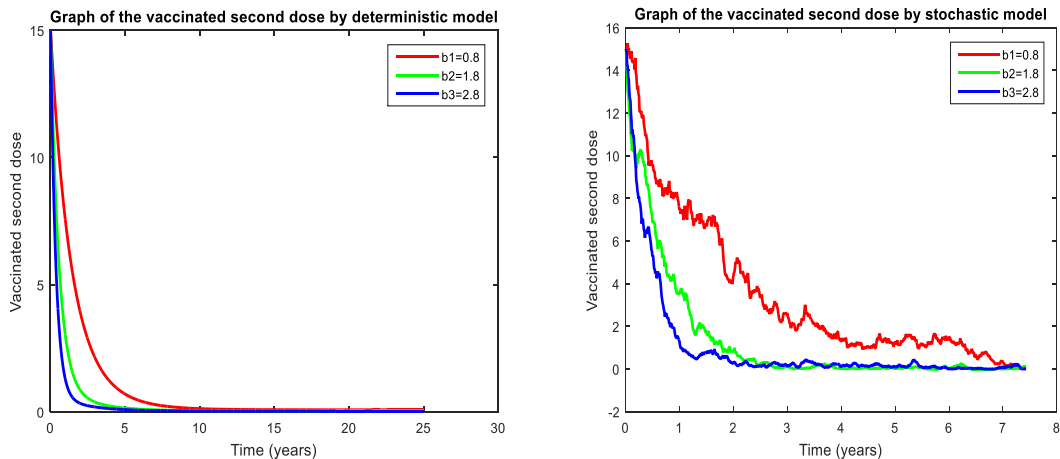 Graph of the vaccinated second dose by deterministic model
15
10
5
0
0 5 10 15 20 25 30
Vaccinated second dose
Time (years)
b1=0.8
b2=1.8
b3=2.8
Graph of the vaccinated second dose by stochastic model
16
14
12
10
8
6
4
2
0
-2
0 1 2 3 4 5 6 7 8
Vaccinated second dose
Time (years)
b1=0.8
b2=1.8
b3=2.8